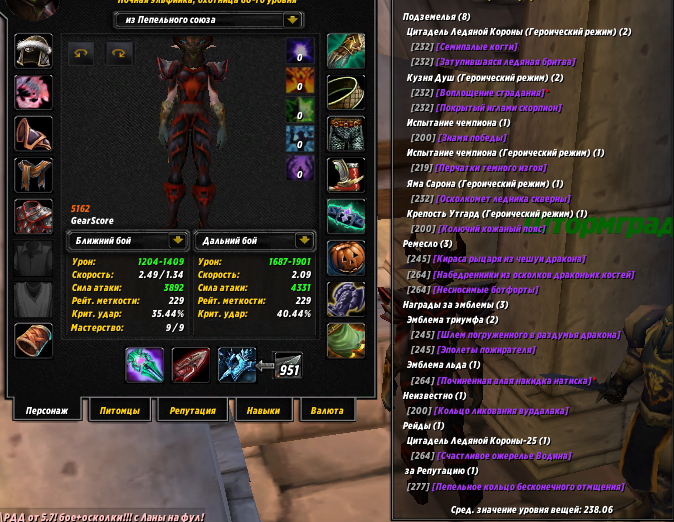 Ночная эльфийка, охотница 80-го уровня
из Пепельного союза
0
0
0
0
0
5162
GearScore
Ближний бой
Дальний бой
Урон: 1204-1409
Скорость: 2.49/1.34
Сила атаки: 3892
Рейт. меткости: 229
Крит. удар: 35.44%
Мастерство: 9/9
Урон: 1687-1901
Скорость: 2.09
Сила атаки: 4331
Рейт. меткости: 229
Крит. удар: 40.44%
951
Персонаж
Питомцы
Репутация
Навыки
Валюта
РДД от 5.7! бое+осколки!!! с Ланы на фул!
Подземелья (8)
Цитадель Ледяной Короны (Героический режим) (2)
[232] [Семипалые когти]
[232] [Затупившаяся ледяная бритва]
Кузня Душ (Героический режим) (2)
[232] [Воплощение страдания]*
[232] [Покрытый иглами скорпион]
Испытание чемпиона (1)
[200] [Знамя победы]
Испытание чемпиона (Героический режим) (1)
[219] [Перчатки темного изгоя]
Яма Сарона (Героический режим) (1)
[232] [Осколкомет ледника скверны]
Крепость Утгард (Героический режим) (1)
[200] [Колючий кожаный пояс]
Штормград
Ремесло (3)
[245] [Кираса рыцаря из чешуи дракона]
[264] [Набедренники из осколков драконьих костей]
[264] [Несносимые ботфорты]
Награды за эмблемы (3)
Эмблема триумфа (2)
[245] [Шлем погруженного в раздумья дракона]
[245] [Эполеты пожирателя]
Эмблема льда (1)
[264] [Починенная злая накидка натиска]
Неизвестно (1)
[200] [Кольцо ликования вурдалака]
Рейды (1)
Цитадель Ледяной Короны-25 (1)
[264] [Счастливое ожерелье Водина]
за Репутацию (1)
[277] [Пепельное кольцо бесконечного отмщения]
Сред. значение уровня вещей: 238.06